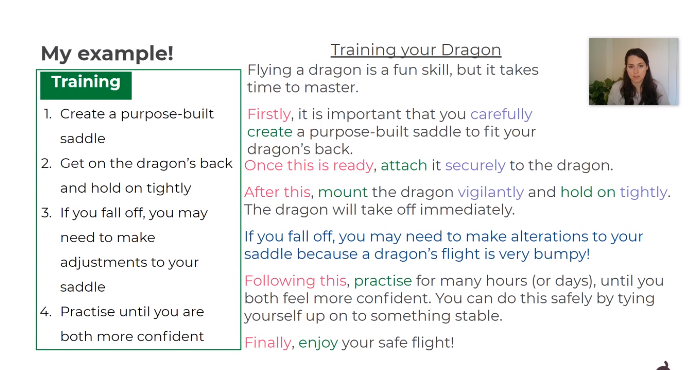 My example!
Training
1. Create a purpose-built
saddle
2. Get on the dragon's back
and hold on tightly
3. If you fall off, you may
need to make
adjustments to your
saddle
4. Practise until you are
both more confident
Training your Dragon
Flying a dragon is a fun skill, but it takes
time to master.
Firstly, it is important that you carefully
create a purpose-built saddle to fit your
dragon's back.
Once this is ready, attach it securely to the dragon.
After this, mount the dragon vigilantly and hold on tightly.
The dragon will take off immediately.
If you fall off, you may need to make alterations to your
saddle because a dragon's flight is very bumpy!
Following this, practise for many hours (or days), until you
both feel more confident. You can do this safely by tying
yourself up on to something stable.
Finally, enjoy your safe flight!